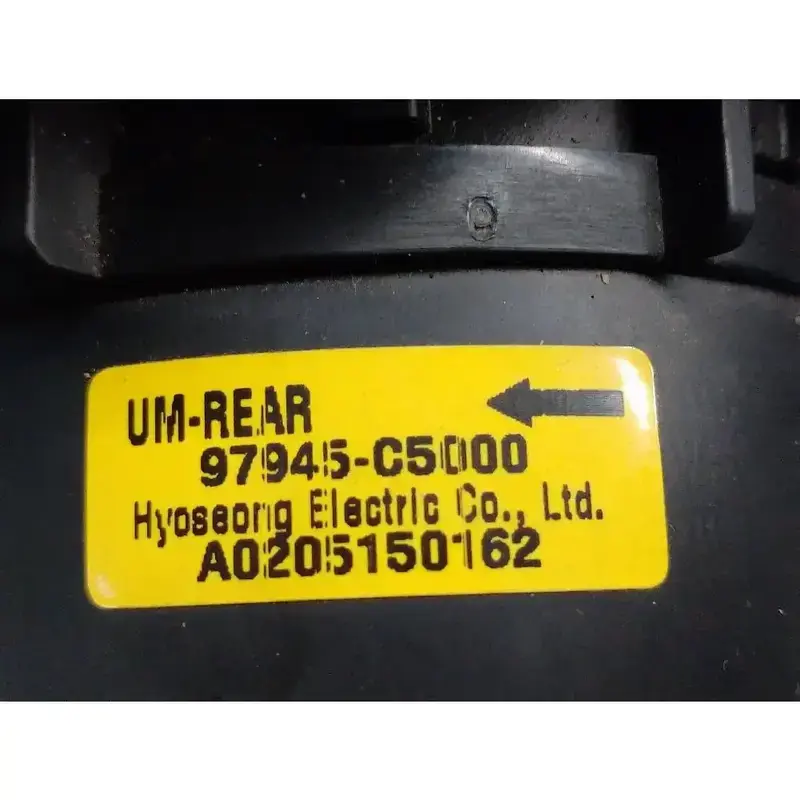 D
UM-REAR
97945-C5000
Hyoseong Electric Co., Ltd.
A0205150162